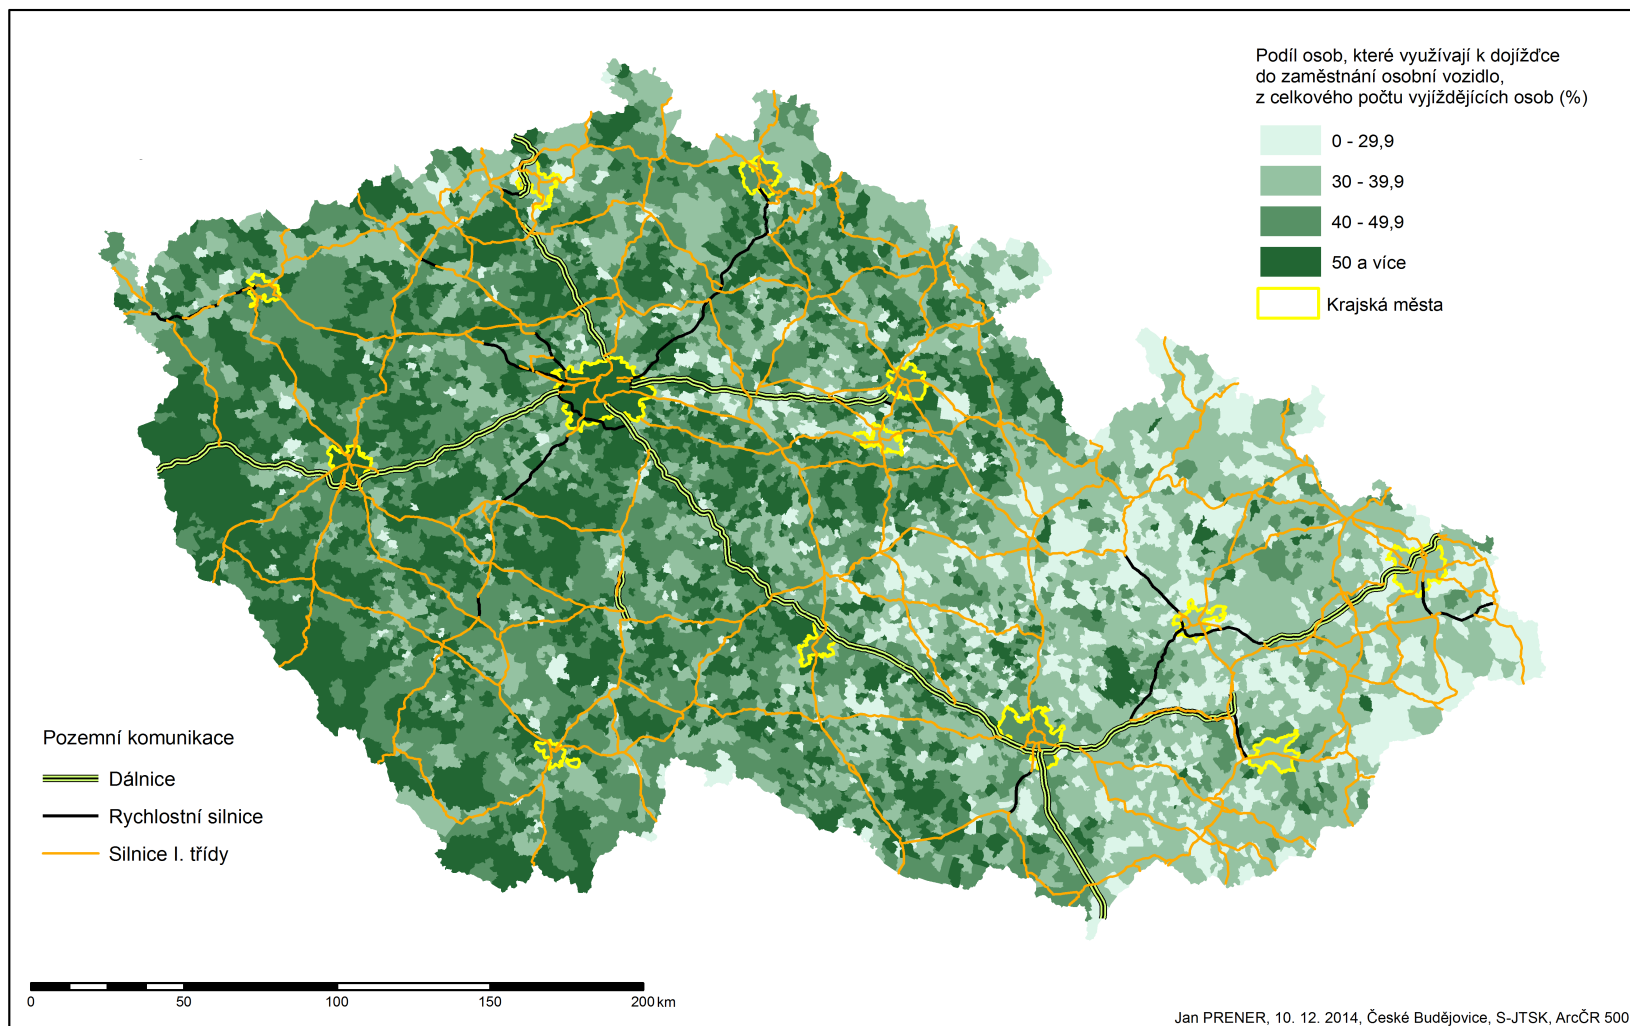 Podíl osob, které využívají k dojížďce
do zaměstnání osobní vozidlo,
z celkového počtu vyjíždějících osob (%)
0 - 29,9
30 - 39,9
40 - 49,9
50 a více
Krajská města
Pozemní komunikace
Dálnice
Rychlostní silnice
Silnice I. třídy
0 50 100 150 200 km
Jan PRENER, 10. 12. 2014, České Budějovice, S-JTSK, ArcČR 500